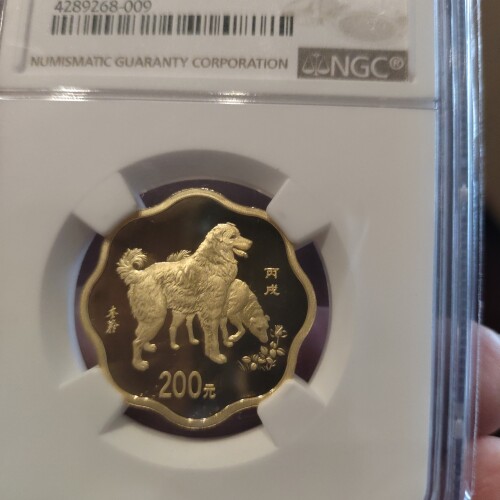 4289268-009
NUMISMATIC GUARANTY CORPORATION
NGC®
丙
戌
200元